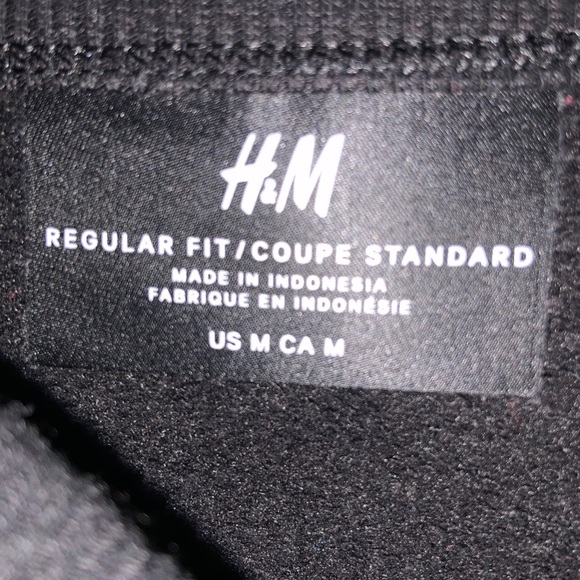 H&M
REGULAR FIT/COUPE STANDARD
MADE IN INDONESIA
FABRIQUE EN INDONÉSIE
US M CA M